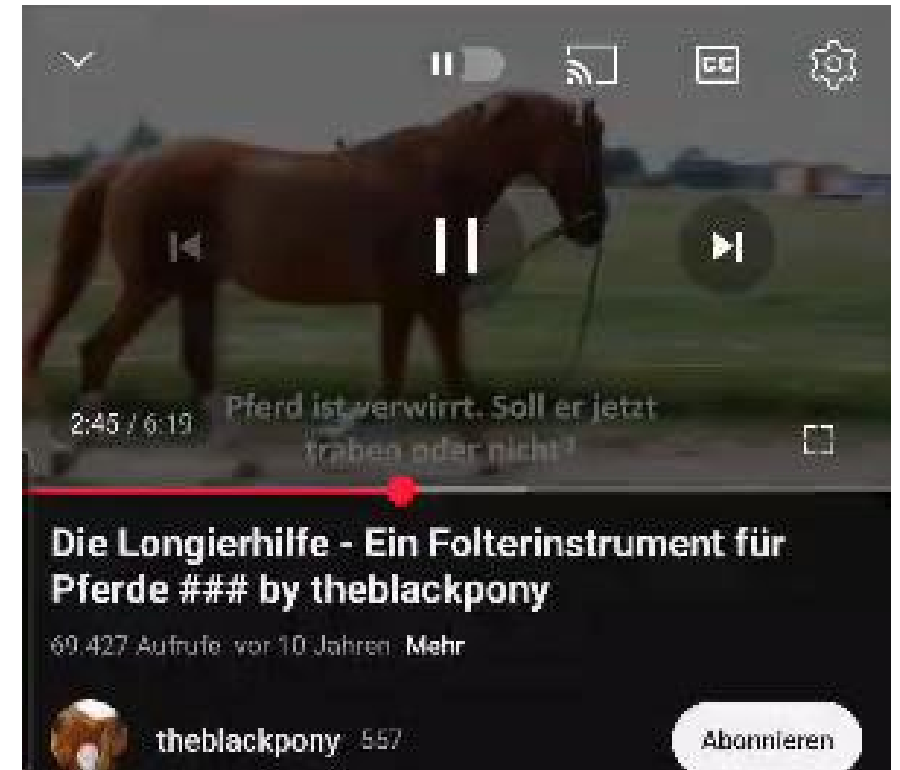 CC
2:45 / 6:19
Pferd ist verwirrt. Soll er jetzt
traben oder nicht?
Die Longierhilfe - Ein Folterinstrument für
Pferde ### by theblackpony
69.427 Aufrufe vor 10 Jahren Mehr
theblackpony 557
Abonnieren